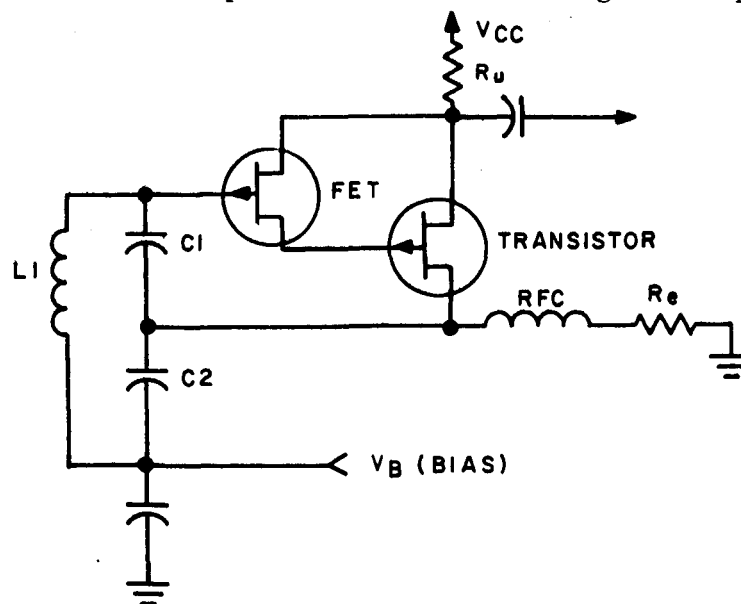 VCC
Ru
FET
C1
TRANSISTOR
L1
RFC
Re
C2
VB (BIAS)